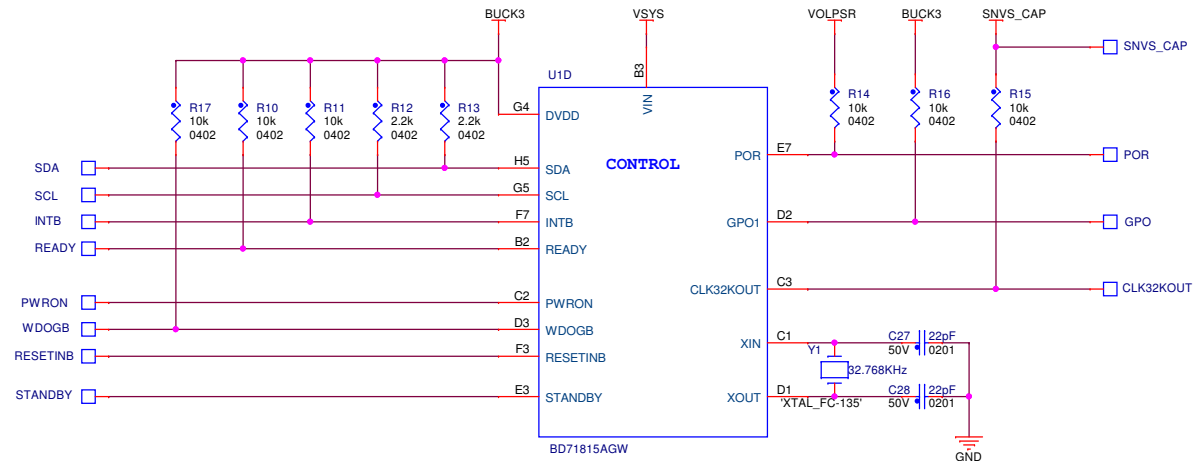 BUCK3
VSYS
VOLPSR
BUCK3
SNVS_CAP
SNVS_CAP
U1D
B3
VIN
R17
10k
0402
R10
10k
0402
R11
10k
0402
R12
2.2k
0402
R13
2.2k
0402
R14
10k
0402
R16
10k
0402
R15
10k
0402
G4
DVDD
CONTROL
SDA
H5
SDA
SCL
G5
SCL
INTB
F7
INTB
READY
B2
READY
PWRON
C2
PWRON
WDOGB
D3
WDOGB
RESETINB
F3
RESETINB
STANDBY
E3
STANDBY
POR
E7
POR
GPO1
D2
GPO
CLK32KOUT
C3
CLK32KOUT
XIN
C1
C27
22pF
50V
0201
Y1
32.768KHz
XOUT
D1
C28
22pF
50V
0201
'XTAL_FC-135'
BD71815AGW
GND